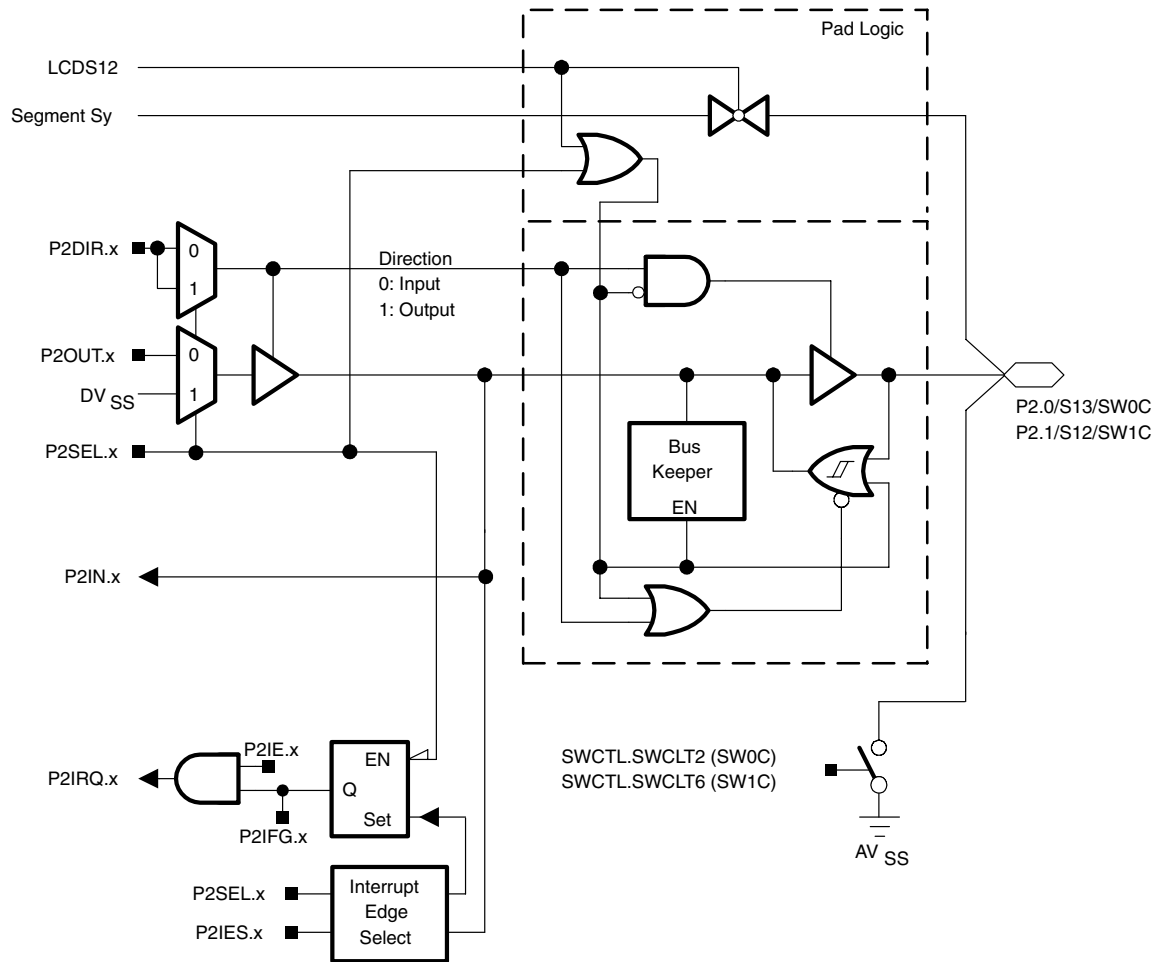 Pad Logic
LCDS12
Segment Sy
P2DIR.x
0
1
Direction
0: Input
1: Output
P2OUT.x
0
DV SS
1
P2SEL.x
P2.0/S13/SW0C
P2.1/S12/SW1C
Bus
Keeper
EN
P2IN.x
P2IE.x
EN
P2IRQ.x
Q
P2IFG.x
Set
SWCTL.SWCLT2 (SW0C)
SWCTL.SWCLT6 (SW1C)
AV SS
P2SEL.x
P2IES.x
Interrupt
Edge
Select